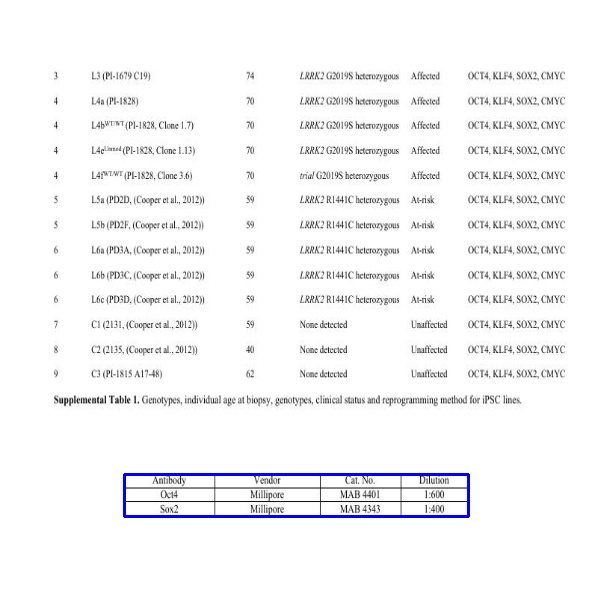 3 L3 (PI-1679 C19) 74 LRRK2 G2019S heterozygous Affected OCT4, KLF4, SOX2, CMYC
4 L4a (PI-1828) 70 LRRK2 G2019S heterozygous Affected OCT4, KLF4, SOX2, CMYC
4 L4bWT/WT (PI-1828, Clone 1.7) 70 LRRK2 G2019S heterozygous Affected OCT4, KLF4, SOX2, CMYC
4 (PI-1828, Clone 1.13) 70 LRRK2 G2019S heterozygous Affected OCT4, KLF4, SOX2, CMYC
4 L4fWT/WT (PI-1828, Clone 3.6) 70 trial G2019S heterozygous Affected OCT4, KLF4, SOX2, CMYC
5 L5a (PD2D, (Cooper et al., 2012)) 59 LRRK2 R1441C heterozygous At-risk OCT4, KLF4, SOX2, CMYC
5 L5b (PD2F, (Cooper et al., 2012)) 59 LRRK2 R1441C heterozygous At-risk OCT4, KLF4, SOX2, CMYC
6 L6a (PD3A, (Cooper et al., 2012)) 59 LRRK2 R1441C heterozygous At-risk OCT4, KLF4, SOX2, CMYC
6 L6b (PD3C, (Cooper et al., 2012)) 59 LRRK2 R1441C heterozygous At-risk OCT4, KLF4, SOX2, CMYC
6 L6c (PD3D, (Cooper et al., 2012)) 59 LRRK2 R1441C heterozygous At-risk OCT4, KLF4, SOX2, CMYC
7 C1 (2131, (Cooper et al., 2012)) 59 None detected Unaffected OCT4, KLF4, SOX2, CMYC
8 C2 (2135, (Cooper et al., 2012)) 40 None detected Unaffected OCT4, KLF4, SOX2, CMYC
9 C3 (PI-1815 A17-48) 62 None detected Unaffected OCT4, KLF4, SOX2, CMYC
Supplemental Table 1. Genotypes, individual age at biopsy, genotypes, clinical status and reprogramming method for iPSC lines.
Antibody Vendor Cat. No. Dilution
Oct4 Millipore MAB 4401 1:600
Sox2 Millipore MAB 4343 1:400